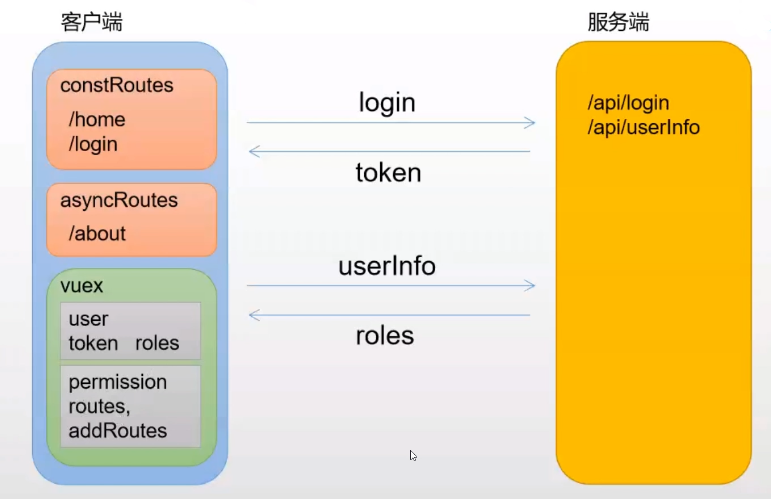 客户端
服务端
constRoutes
/home
/login
asyncRoutes
/about
vuex
user
token roles
permission
routes,
addRoutes
login
token
userInfo
roles
/api/login
/api/userInfo